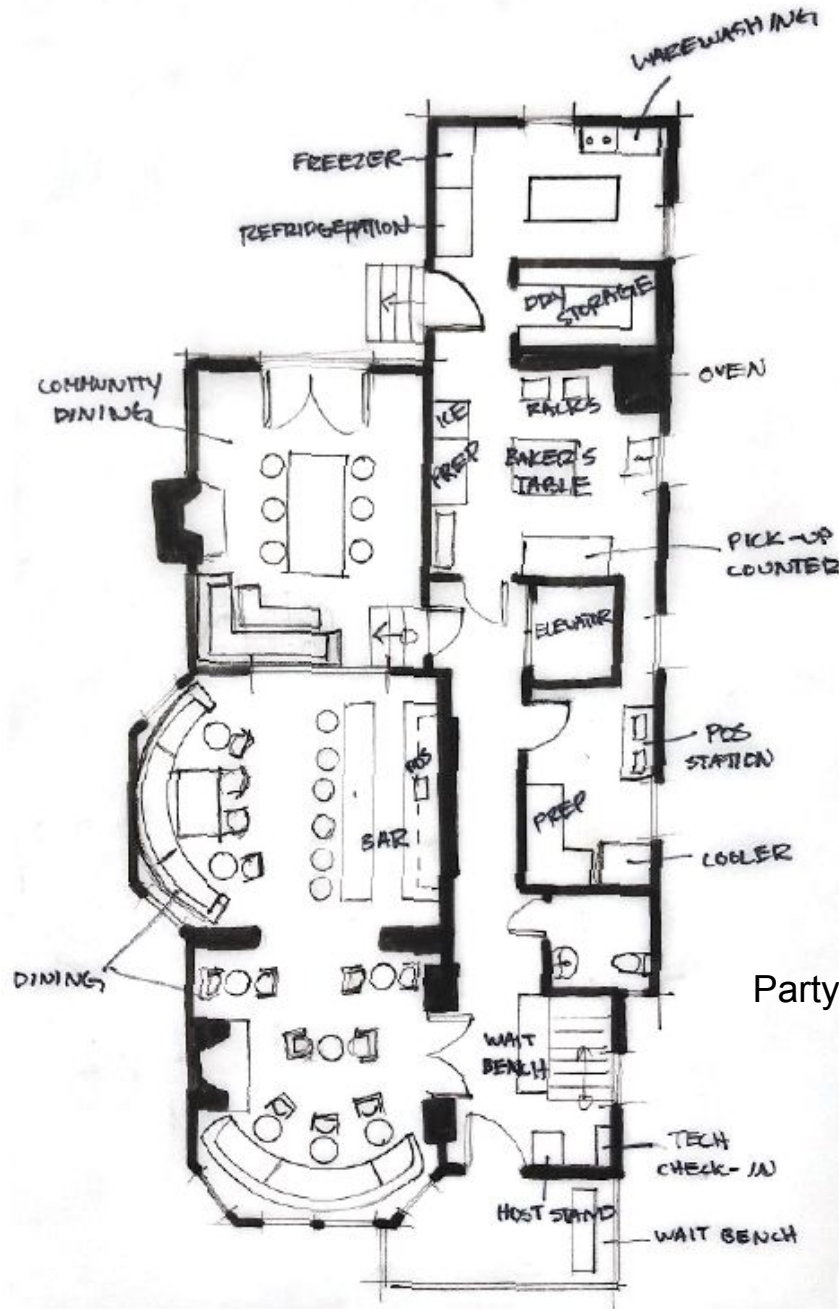 WAREWASHING
FREEZER
REFRIDGERATION
DRY
STORAGE
OVEN
COMMUNITY
DINING
ICE
RACKS
PREP
BAKER'S
TABLE
PICK-UP
COUNTER
ELEVATOR
POS
POS
STATION
BAR
PREP
COOLER
DINING
Party
WAIT
BENCH
TECH
CHECK-IN
HOST STAND
WAIT BENCH